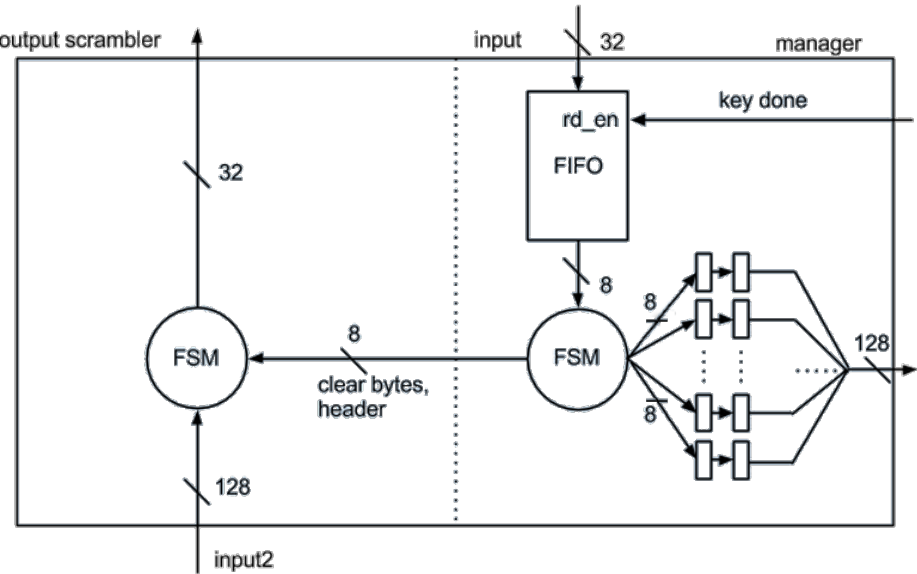 output scrambler
input
32
manager
key done
rd_en
FIFO
32
8
8
128
8
FSM
FSM
clear bytes,
header
8
128
input2